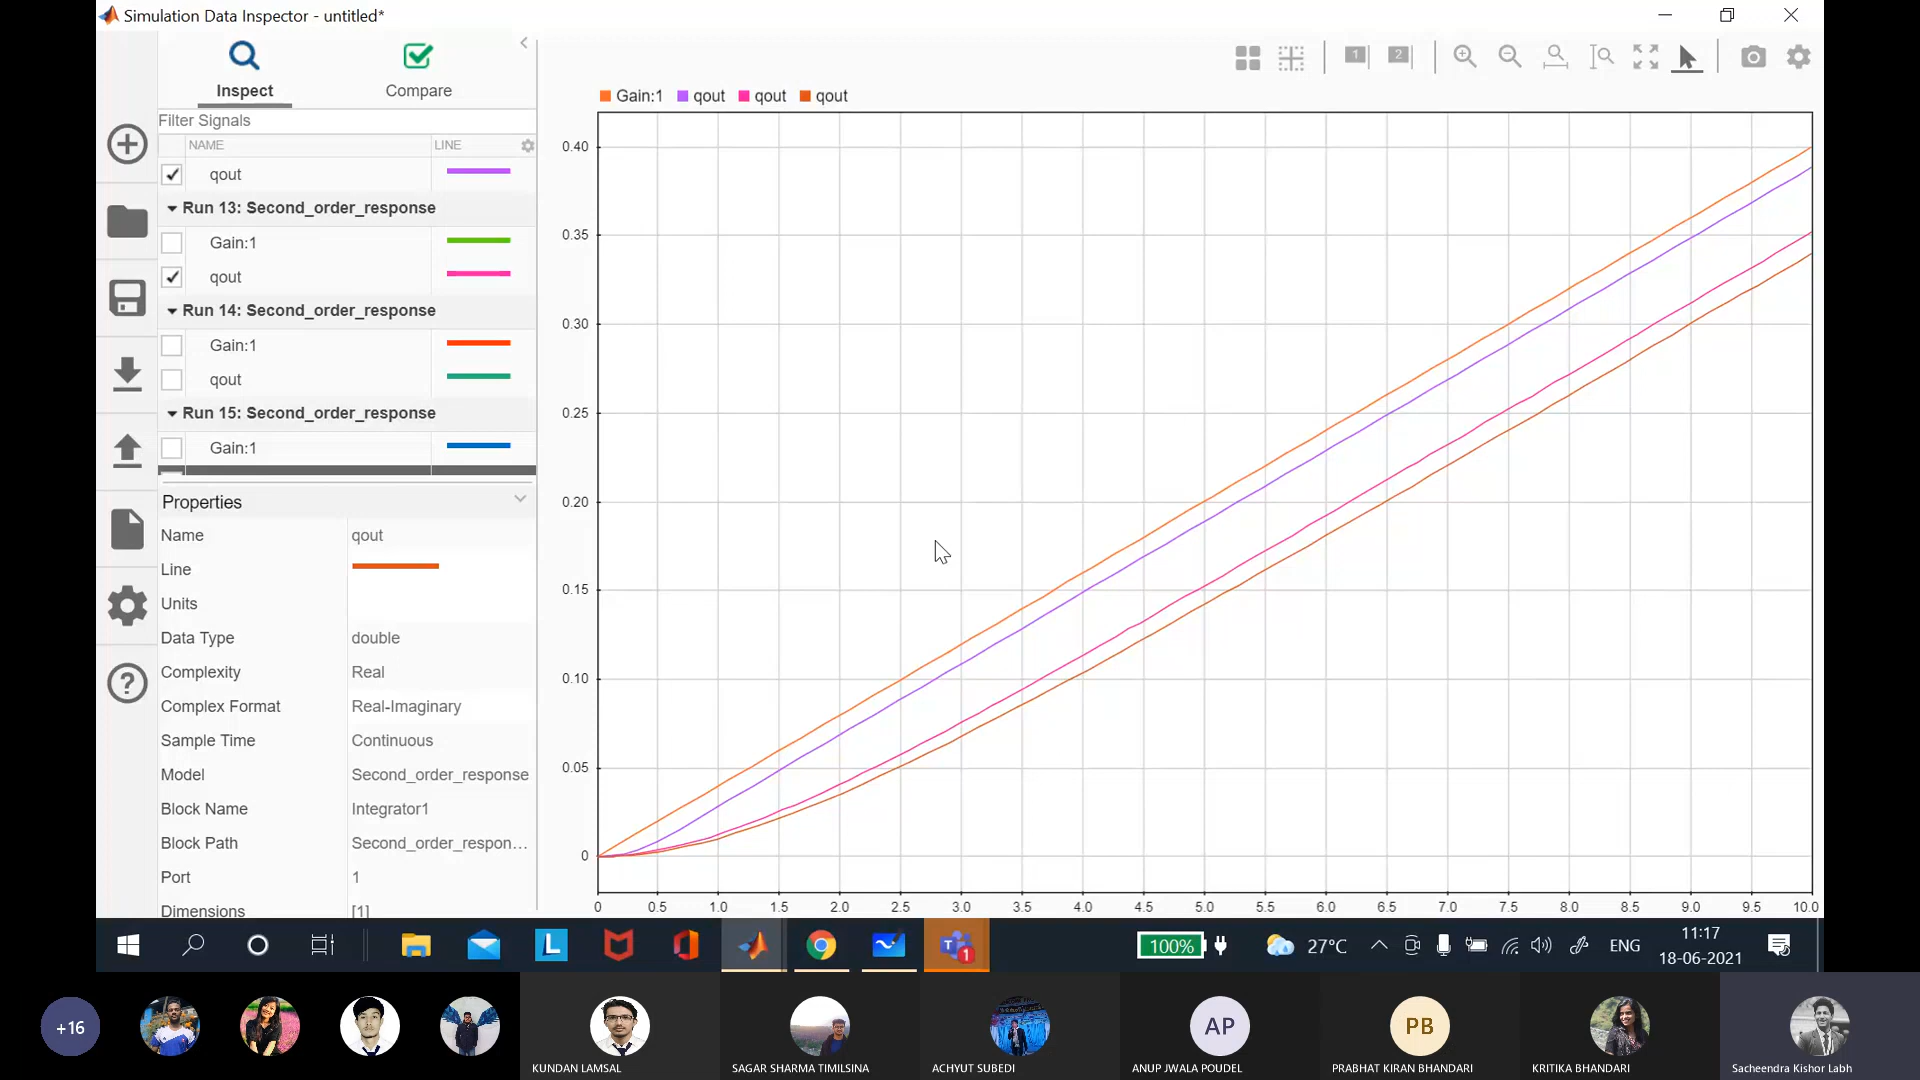 Simulation Data Inspector - untitled*
Inspect
Compare
Filter Signals
NAME
LINE
qout
Run 13: Second_order_response
Gain:1
qout
Run 14: Second_order_response
Gain:1
qout
Run 15: Second_order_response
Gain:1
Properties
Name
qout
Line
Units
Data Type
double
Complexity
Real
Complex Format
Real-Imaginary
Sample Time
Continuous
Model
Second_order_response
Block Name
Integrator1
Block Path
Second_order_respon...
Port
1
Dimensions
[1]
1
2
Gain:1 qout qout qout
0.40
0.35
0.30
0.25
0.20
0.15
0.10
0.05
0
0 0.5 1.0 1.5 2.0 2.5 3.0 3.5 4.0 4.5 5.0 5.5 6.0 6.5 7.0 7.5 8.0 8.5 9.0 9.5 10.0
L
1
100%
27°C
ENG
11:17
18-06-2021
+16
KUNDAN LAMSAL
SAGAR SHARMA TIMILSINA
ACHYUT SUBEDI
AP
ANUP JWALA POUDEL
PB
PRABHAT KIRAN BHANDARI
KRITIKA BHANDARI
Sacheendra Kishor Labh